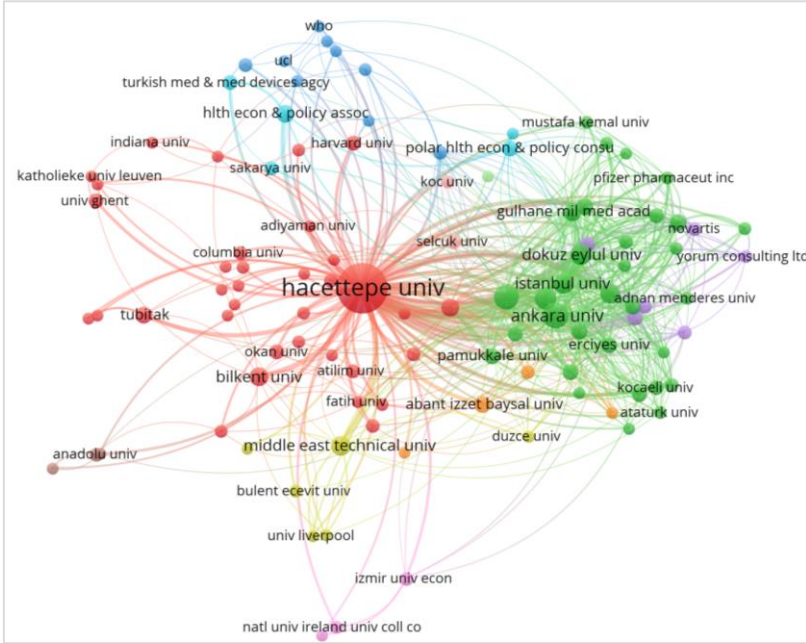 who
ucl
turkish med & med devices agcy
hlth econ & policy assoc
mustafa kemal univ
indiana univ
harvard univ
polar hlth econ & policy consu
katholieke univ leuven
sakarya univ
koc univ
pfizer pharmaceut inc
univ ghent
gulhane mil med acad
adiyaman univ
novartis
selcuk univ
columbia univ
dokuz eylul univ
yorum consulting ltd
hacettepe univ
istanbul univ
adnan menderes univ
tubitak
ankara univ
okan univ
pamukkale univ
erciyes univ
bilkent univ
atilim univ
kocaeli univ
fatih univ
abant izzet baysal univ
ataturk univ
middle east technical univ
duzce univ
anadolu univ
bulent ecevit univ
univ liverpool
izmir univ econ
natl univ ireland univ coll co